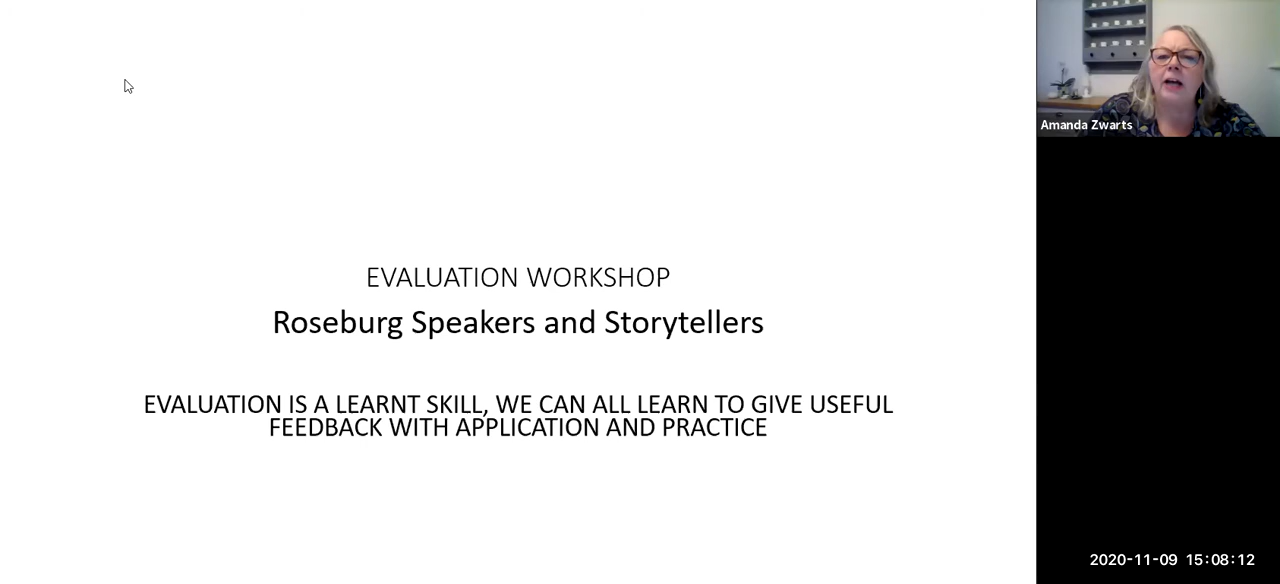 Amanda Zwarts
EVALUATION WORKSHOP
Roseburg Speakers and Storytellers
EVALUATION IS A LEARNT SKILL, WE CAN ALL LEARN TO GIVE USEFUL
FEEDBACK WITH APPLICATION AND PRACTICE
2020-11-09 15:08:12